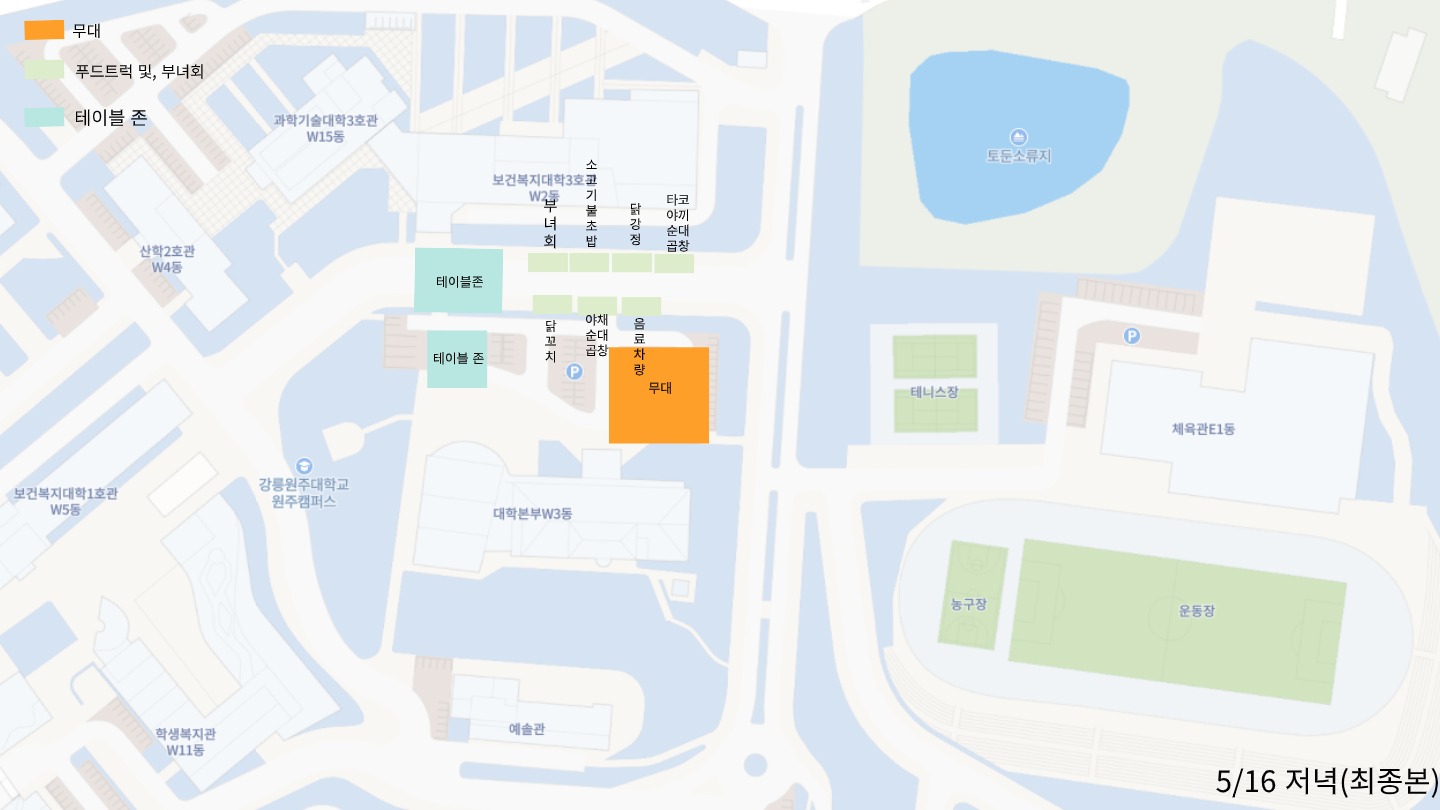 무대
푸드트럭 및, 부녀회
테이블 존
과학기술대학3호관
W15동
보건복지대학3호관
W2동
산학2호관
W4동
토둔소류지
부녀회
소고기불초밥
닭강정
타코
야끼
순대
곱창
테이블존
테이블 존
닭꼬치
야채
순대
곱창
음료차량
P
무대
P
테니스장
체육관E1동
강릉원주대학교
원주캠퍼스
보건복지대학1호관
W5동
대학본부W3동
농구장
운동장
학생복지관
W11동
예솔관
5/16 저녁(최종본)